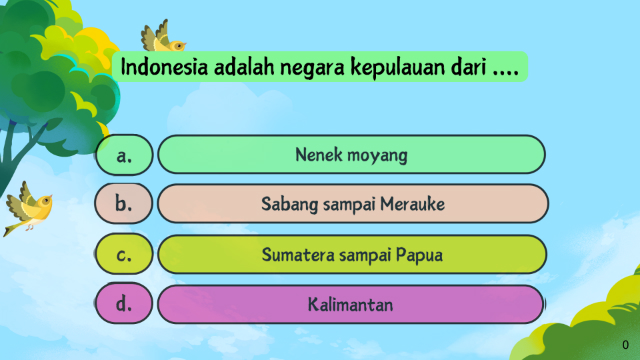 Indonesia adalah negara kepulauan dari ....
a. Nenek moyang
b. Sabang sampai Merauke
c. Sumatera sampai Papua
d. Kalimantan
0